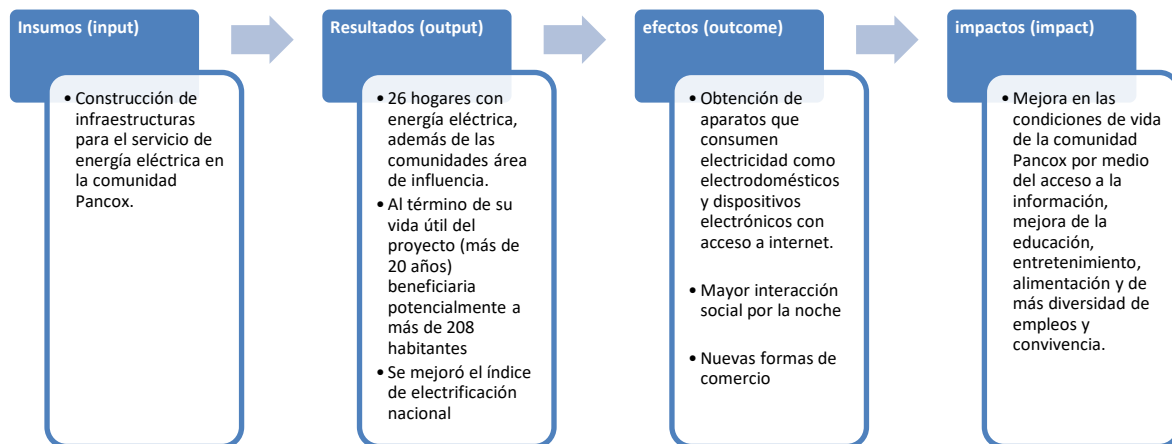 Insumos (input)
• Construcción de
infraestructuras
para el servicio de
energía eléctrica en
la comunidad
Pancox.
Resultados (output)
• 26 hogares con
energía eléctrica,
además de las
comunidades área
de influencia.
• Al término de su
vida útil del
proyecto (más de
20 años)
beneficiaria
potencialmente a
más de 208
habitantes
• Se mejoró el índice
de electrificación
nacional
efectos (outcome)
• Obtención de
aparatos que
consumen
electricidad como
electrodomésticos
y dispositivos
electrónicos con
acceso a internet.
• Mayor interacción
social por la noche
• Nuevas formas de
comercio
impactos (impact)
• Mejora en las
condiciones de vida
de la comunidad
Pancox por medio
del acceso a la
información,
mejora de la
educación,
entretenimiento,
alimentación y de
más diversidad de
empleos y
convivencia.